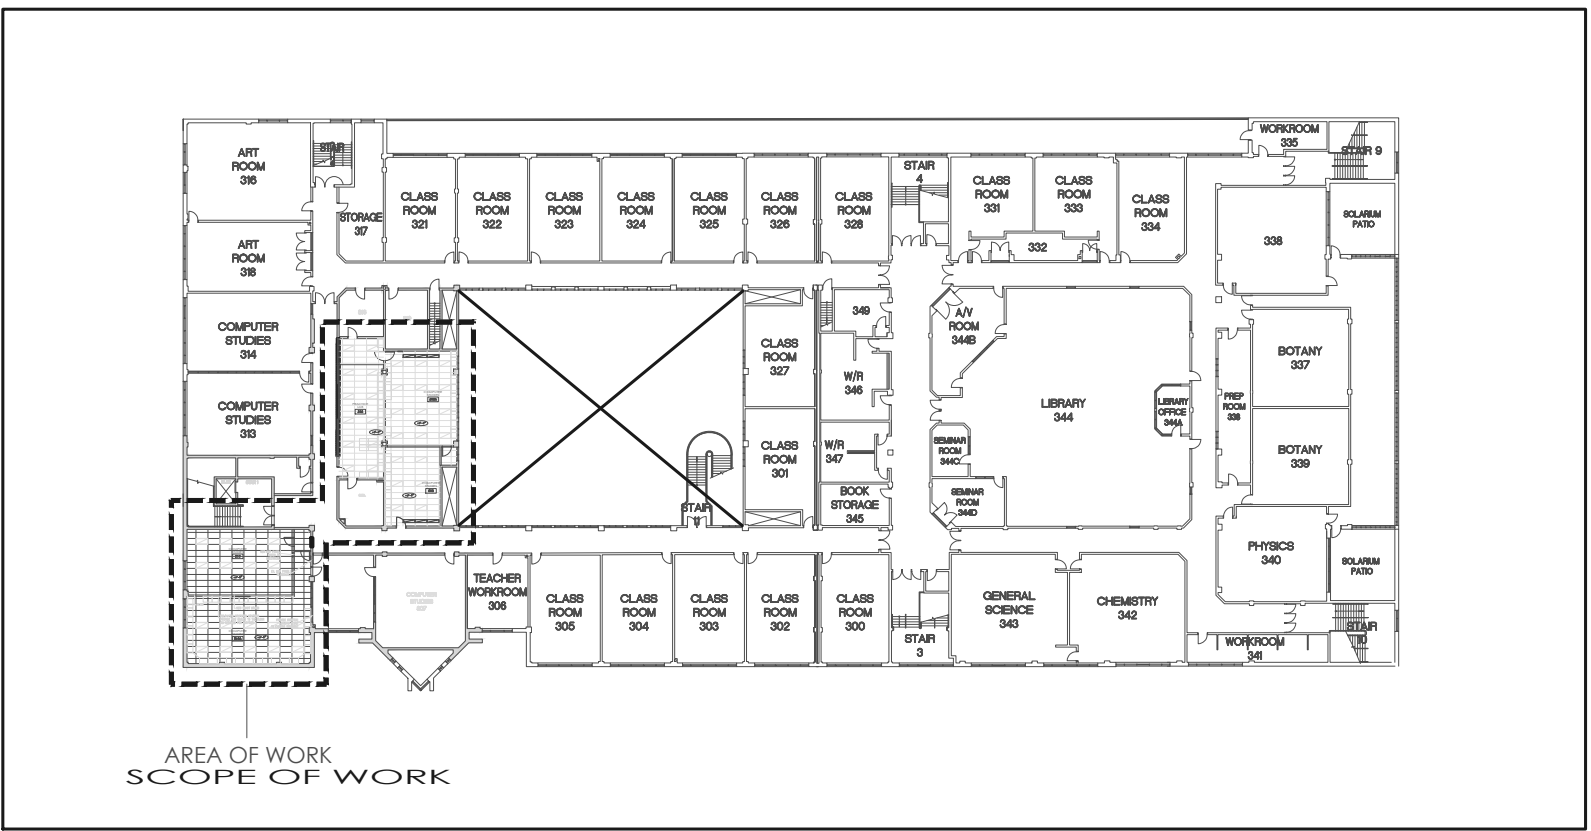 WORKROOM
335
STAIR 9
ART
ROOM
316
STAIR
STAIR
4
STORAGE
317
CLASS
ROOM
321
CLASS
ROOM
322
CLASS
ROOM
323
CLASS
ROOM
324
CLASS
ROOM
325
CLASS
ROOM
326
CLASS
ROOM
328
CLASS
ROOM
331
CLASS
ROOM
333
CLASS
ROOM
334
332
338
SOLARIUM
PATIO
ART
ROOM
318
COMPUTER
STUDIES
314
COMPUTER
STUDIES
313
CLASS
ROOM
327
349
A/V
ROOM
344B
W/R
346
LIBRARY
344
LIBRARY
OFFICE
344A
PREP
ROOM
BOTANY
337
CLASS
ROOM
301
W/R
347
SEMINAR
ROOM
344C
BOTANY
339
BOOK
STORAGE
345
SEMINAR
ROOM
344D
STAIR
11
PHYSICS
340
SOLARIUM
PATIO
COMPUTER
STUDIES
307
TEACHER
WORKROOM
306
CLASS
ROOM
305
CLASS
ROOM
304
CLASS
ROOM
303
CLASS
ROOM
302
CLASS
ROOM
300
STAIR
3
GENERAL
SCIENCE
343
CHEMISTRY
342
WORKROOM
341
STAIR
10
AREA OF WORK
SCOPE OF WORK